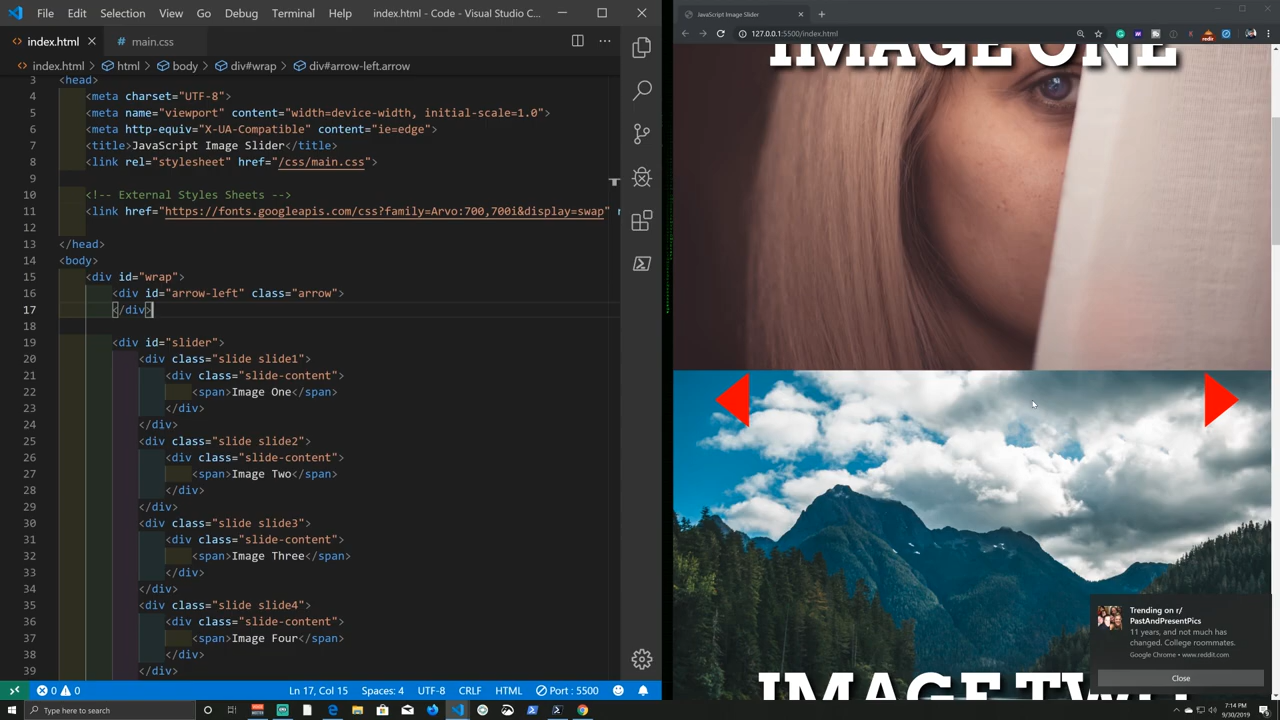 File Edit Selection View Go Debug Terminal Help index.html - Code - Visual Studio C...
index.html main.css
index.html > html > body > div#wrap > div#arrow-left.arrow
3 <head>
4 <meta charset="UTF-8">
5 <meta name="viewport" content="width=device-width, initial-scale=1.0">
6 <meta http-equiv="X-UA-Compatible" content="ie=edge">
7 <title>JavaScript Image Slider</title>
8 <link rel="stylesheet" href="/css/main.css">
9
10 <!-- External Styles Sheets -->
11 <link href="https://fonts.googleapis.com/css?family=Arvo:700,700i&display=swap" r
12
13 </head>
14 <body>
15 <div id="wrap">
16 <div id="arrow-left" class="arrow">
17 </div>
18
19 <div id="slider">
20 <div class="slide slide1">
21 <div class="slide-content">
22 <span>Image One</span>
23 </div>
24 </div>
25 <div class="slide slide2">
26 <div class="slide-content">
27 <span>Image Two</span>
28 </div>
29 </div>
30 <div class="slide slide3">
31 <div class="slide-content">
32 <span>Image Three</span>
33 </div>
34 </div>
35 <div class="slide slide4">
36 <div class="slide-content">
37 <span>Image Four</span>
38 </div>
39 </div>
0 0 Ln 17, Col 15 Spaces: 4 UTF-8 CRLF HTML Port : 5500
JavaScript Image Slider
127.0.0.1:5500/index.html
IMAGE ONE
IMAGE TWO
Trending on r/
PastAndPresentPics
11 years, and not much has
changed. College roommates.
Google Chrome • www.reddit.com
Close
Type here to search
7:14 PM
9/30/2019